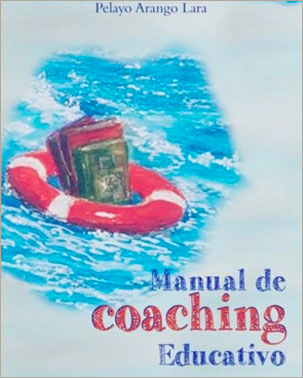 Pelayo Arango Lara
Manual de
coaching
Educativo